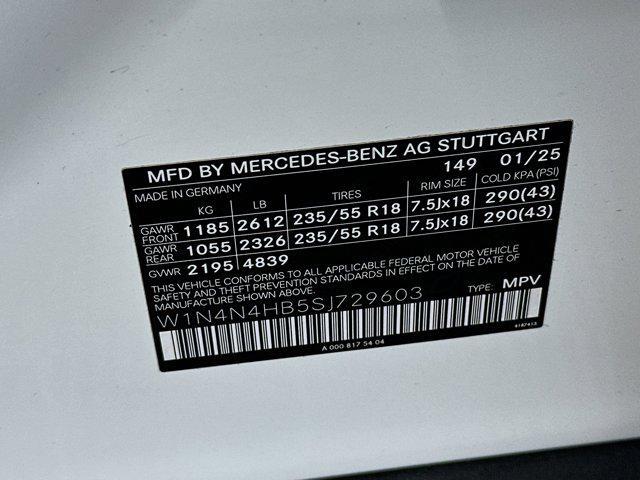 MFD BY MERCEDES-BENZ AG STUTTGART
MADE IN GERMANY 149 01/25
KG LB TIRES RIM SIZE COLD KPA (PSI)
GAWR FRONT 1185 2612 235/55 R18 7.5Jx18 290(43)
GAWR REAR 1055 2326 235/55 R18 7.5Jx18 290(43)
GVWR 2195 4839
THIS VEHICLE CONFORMS TO ALL APPLICABLE FEDERAL MOTOR VEHICLE
SAFETY AND THEFT PREVENTION STANDARDS IN EFFECT ON THE DATE OF
MANUFACTURE SHOWN ABOVE.
W1N4N4HB5SJ729603 TYPE: MPV
A 000 817 54 04 4187413